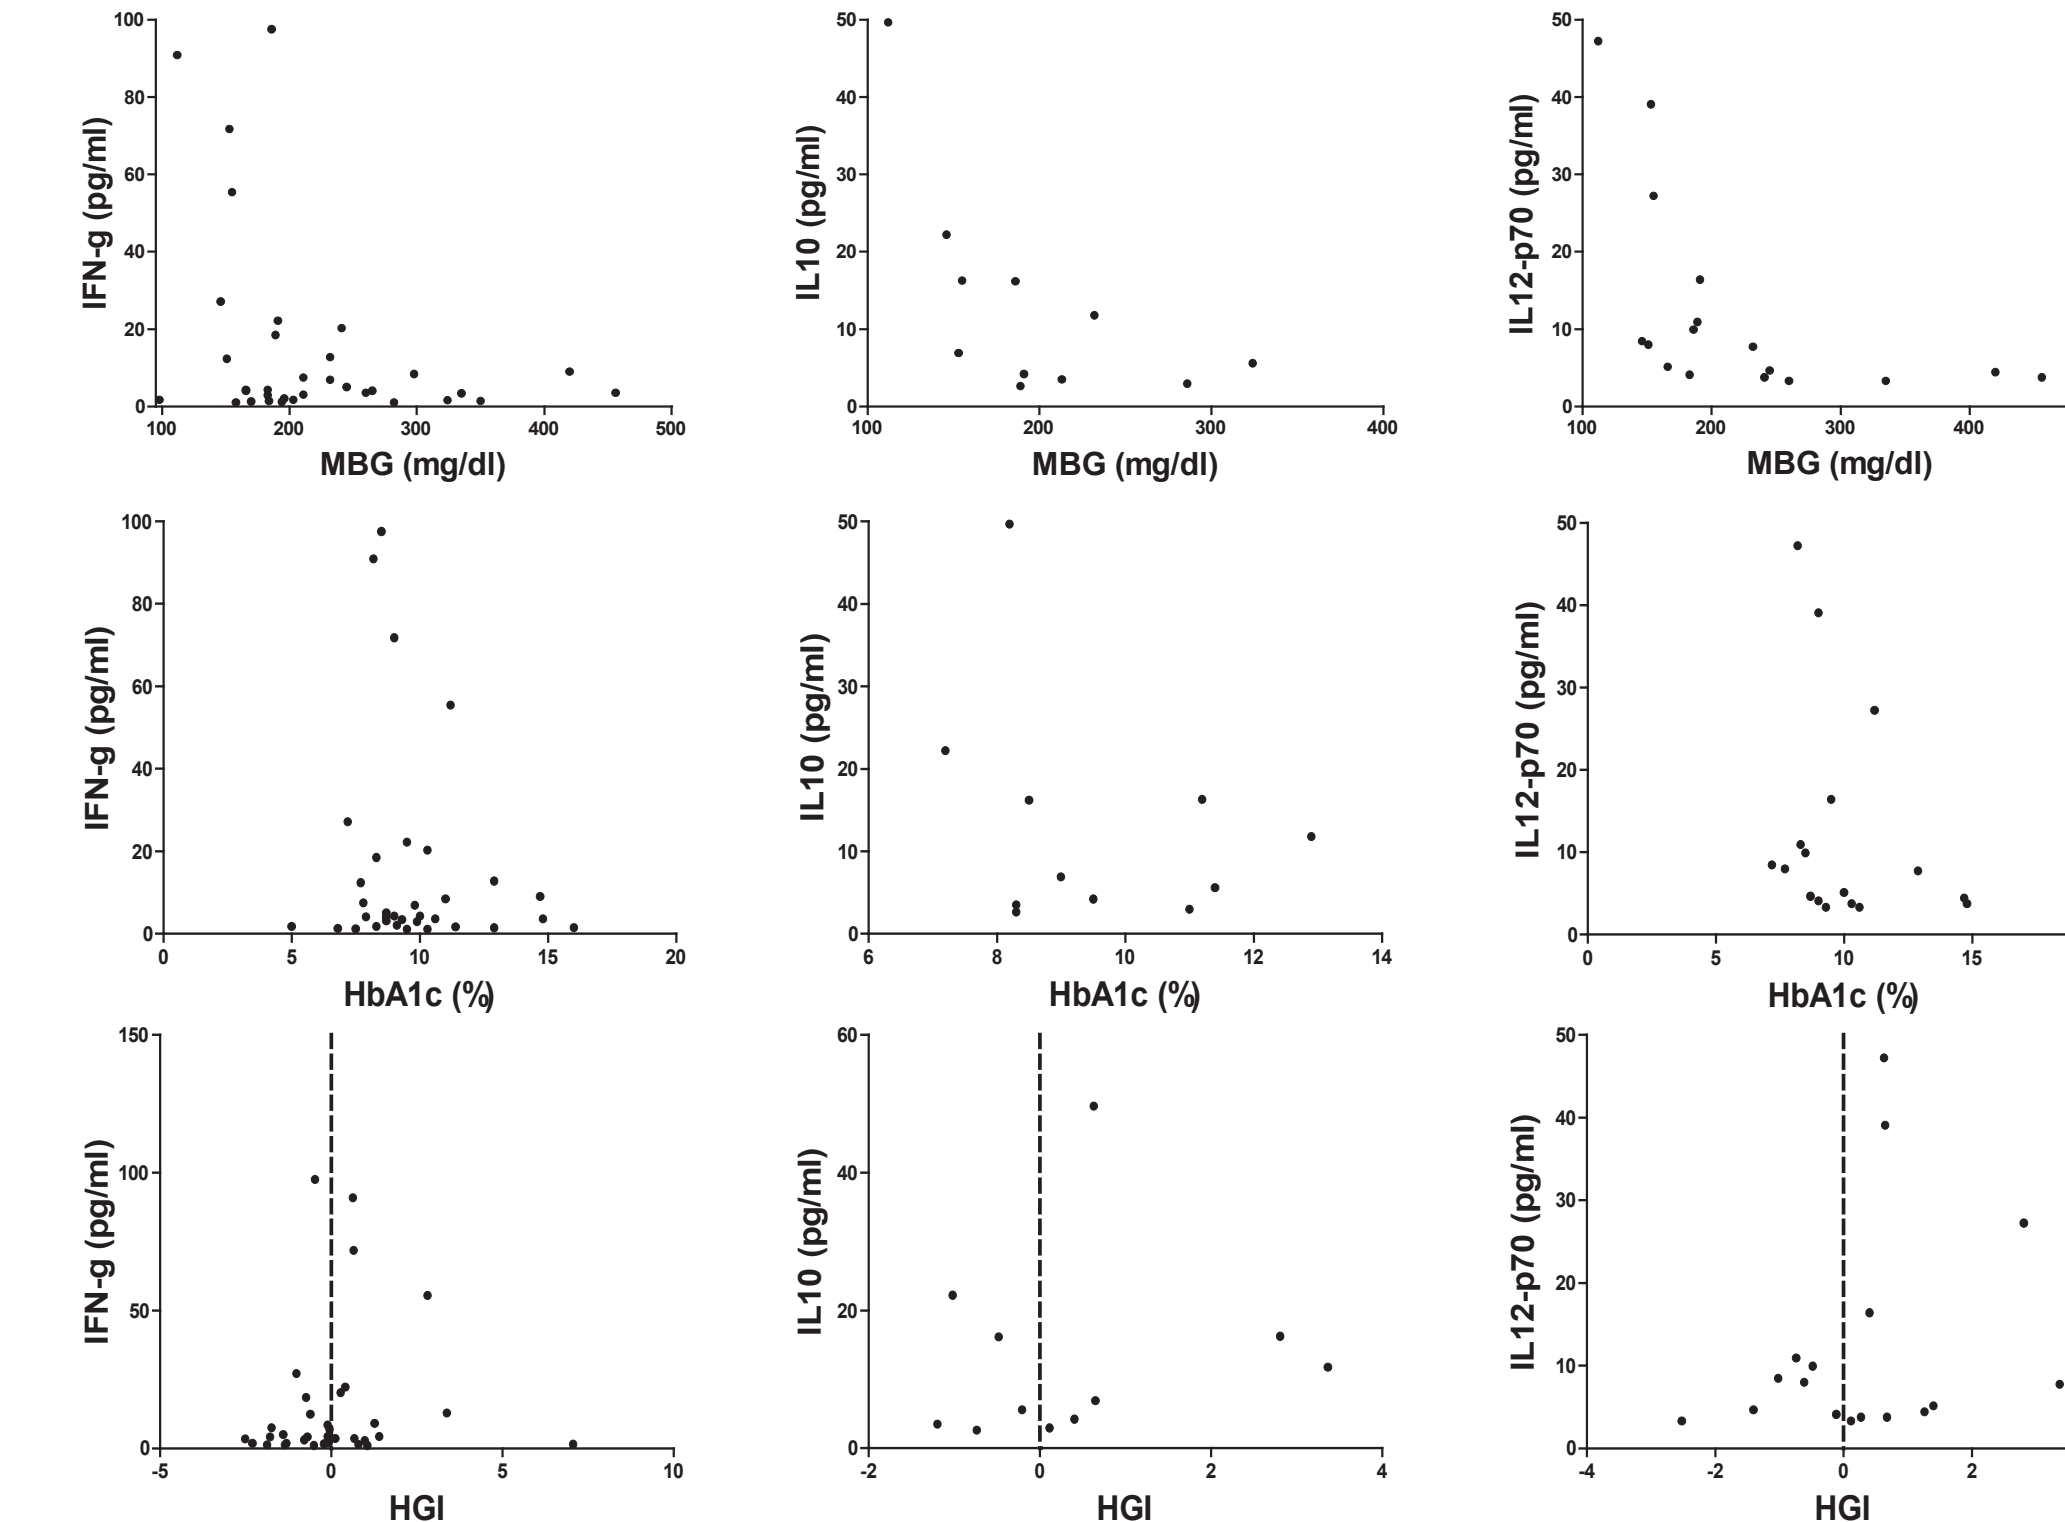 100
80
60
40
20
0
IFN-g (pg/ml)
100 200 300 400 500
MBG (mg/dl)
50
40
30
20
10
0
IL10 (pg/ml)
100 200 300 400
MBG (mg/dl)
50
40
30
20
10
0
IL12-p70 (pg/ml)
100 200 300 400
MBG (mg/dl)
100
80
60
40
20
0
IFN-g (pg/ml)
0 5 10 15 20
HbA1c (%)
50
40
30
20
10
0
IL10 (pg/ml)
6 8 10 12 14
HbA1c (%)
50
40
30
20
10
0
IL12-p70 (pg/ml)
0 5 10 15
HbA1c (%)
150
100
50
0
IFN-g (pg/ml)
-5 0 5 10
HGI
60
40
20
0
IL10 (pg/ml)
-2 0 2 4
HGI
50
40
30
20
10
0
IL12-p70 (pg/ml)
-4 -2 0 2
HGI